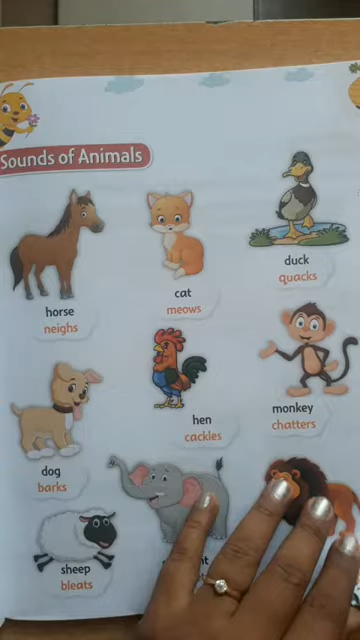 Sounds of Animals
horse
neighs
cat
meows
duck
quacks
dog
barks
hen
cackles
monkey
chatters
sheep
bleats